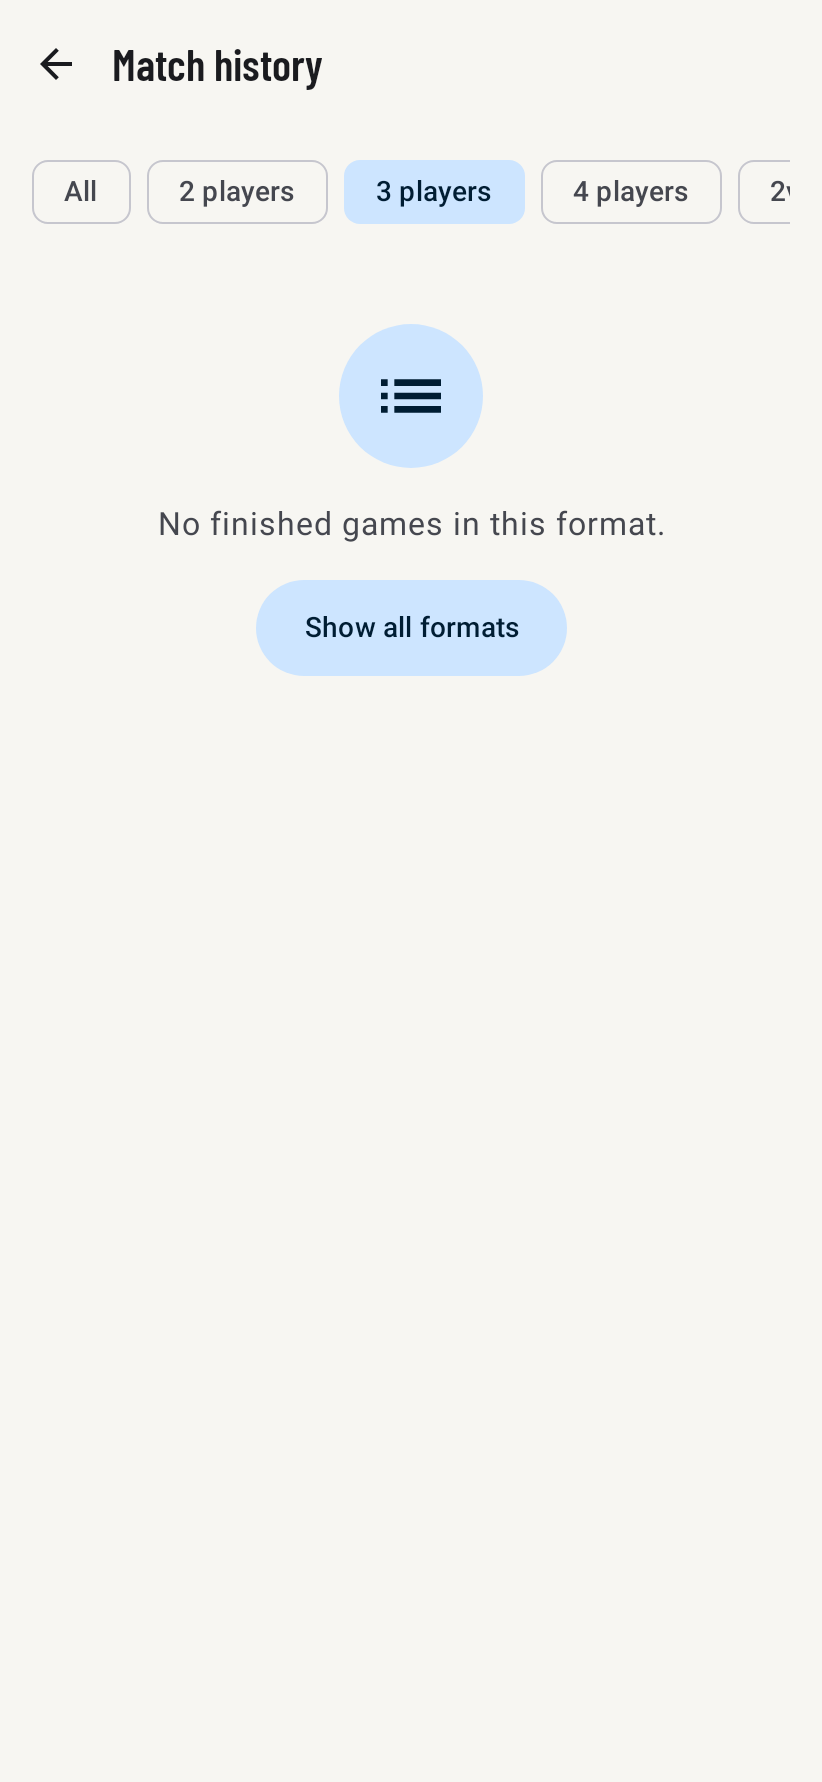 Match history
All
2 players
3 players
4 players
No finished games in this format.
Show all formats